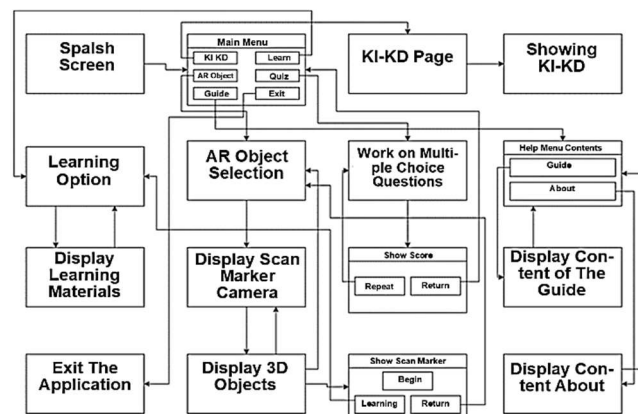 Spalsh
Screen
Main Menu
KI KD
Learn
AR Object
Quiz
Guide
Exit
KI-KD Page
Showing
KI-KD
Learning
Option
AR Object
Selection
Work on Multi-
ple Choice
Questions
Help Menu Contents
Guide
About
Display
Learning
Materials
Display Scan
Marker
Camera
Show Score
Repeat
Return
Display Con-
tent of The
Guide
Exit The
Application
Display 3D
Objects
Show Scan Marker
Begin
Learning
Return
Display Con-
tent About